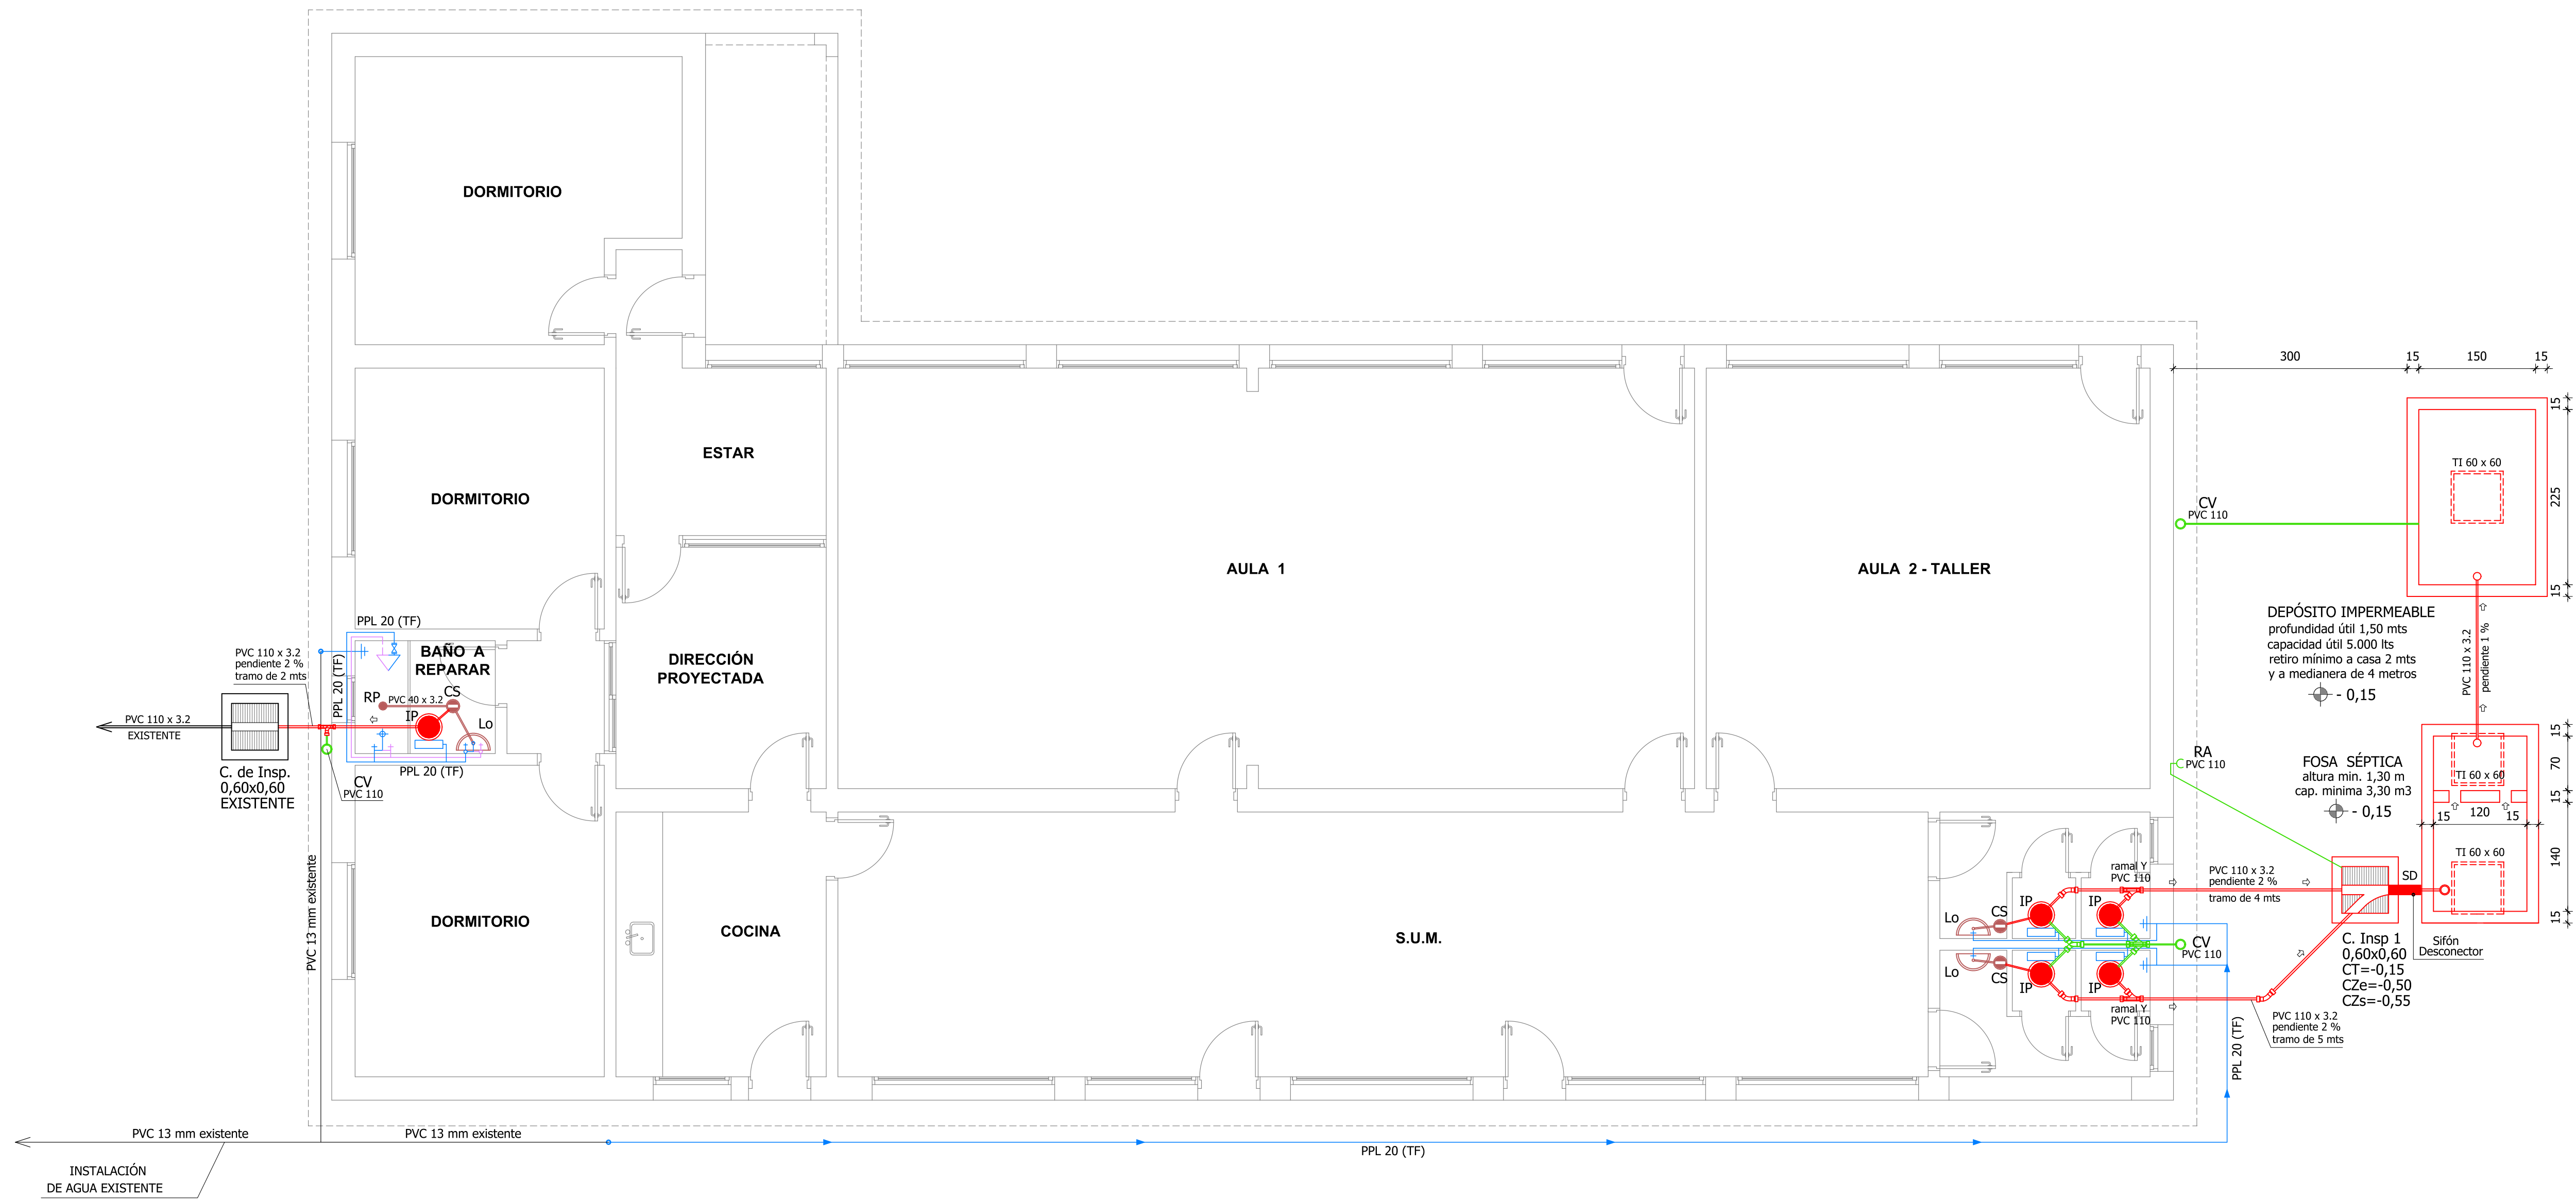 DORMITORIO
300
15
150
15
15
ESTAR
TI 60 x 60
225
DORMITORIO
CV
PVC 110
AULA  1
AULA  2 - TALLER
15
DEPÓSITO IMPERMEABLE
profundidad útil 1,50 mts
capacidad útil 5.000 lts
retiro mínimo a casa 2 mts
y a medianera de 4 metros
- 0,15
PVC 110 x 3.2
pendiente 1 %
PPL 20 (TF)
BAÑO  A
REPARAR
DIRECCIÓN
PROYECTADA
PVC 110 x 3.2
pendiente 2 %
tramo de 2 mts
PPL 20 (TF)
RP
PVC 40 x 3.2
CS
IP
Lo
PVC 110 x 3.2
EXISTENTE
PPL 20 (TF)
C. de Insp.
0,60x0,60
EXISTENTE
CV
PVC 110
RA
PVC 110
FOSA  SÉPTICA
altura min. 1,30 m
cap. minima 3,30 m3
- 0,15
15
70
TI 60 x 60
15
15
120
15
TI 60 x 60
140
15
PVC 13 mm existente
DORMITORIO
COCINA
S.U.M.
ramal Y
PVC 110
PVC 110 x 3.2
pendiente 2 %
tramo de 4 mts
SD
Lo
CS
IP
IP
CV
PVC 110
Lo
CS
IP
IP
ramal Y
PVC 110
C. Insp 1
0,60x0,60
CT=-0,15
CZe=-0,50
CZs=-0,55
Sifón
Desconector
PVC 110 x 3.2
pendiente 2 %
tramo de 5 mts
PPL 20 (TF)
PVC 13 mm existente
PVC 13 mm existente
PPL 20 (TF)
INSTALACIÓN
DE AGUA EXISTENTE